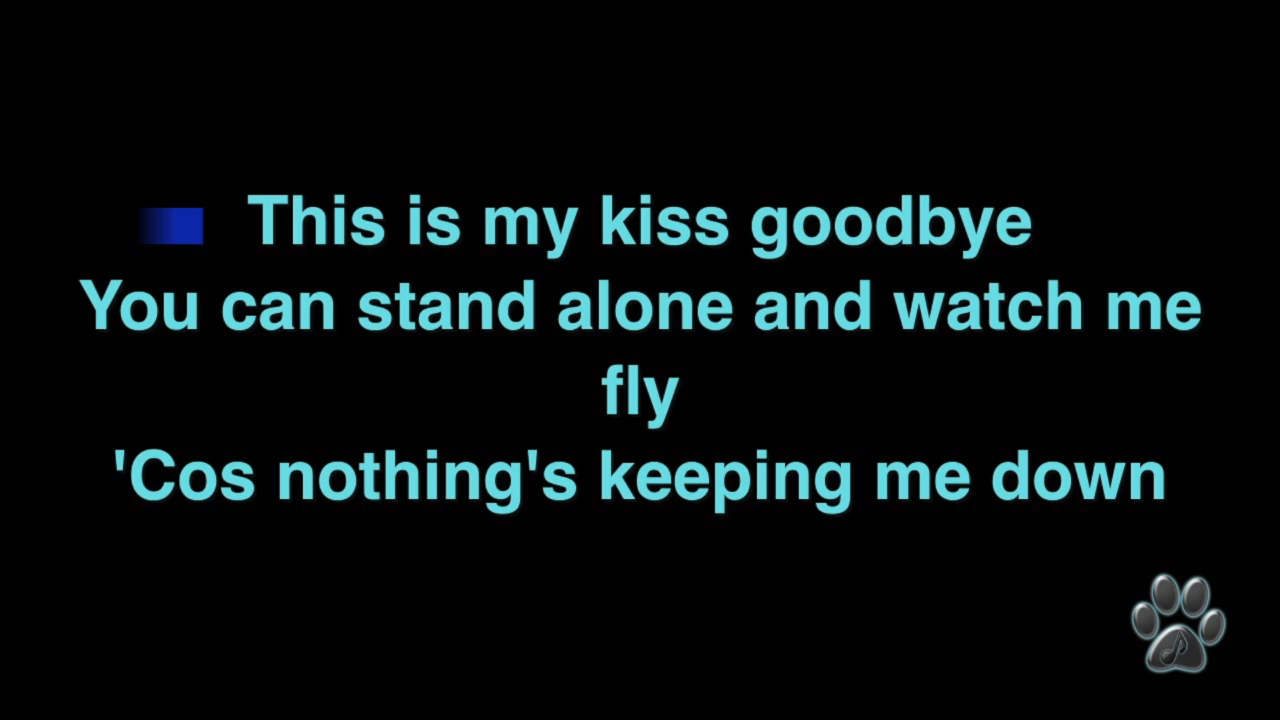 This is my kiss goodbye
You can stand alone and watch me
fly
'Cos nothing's keeping me down